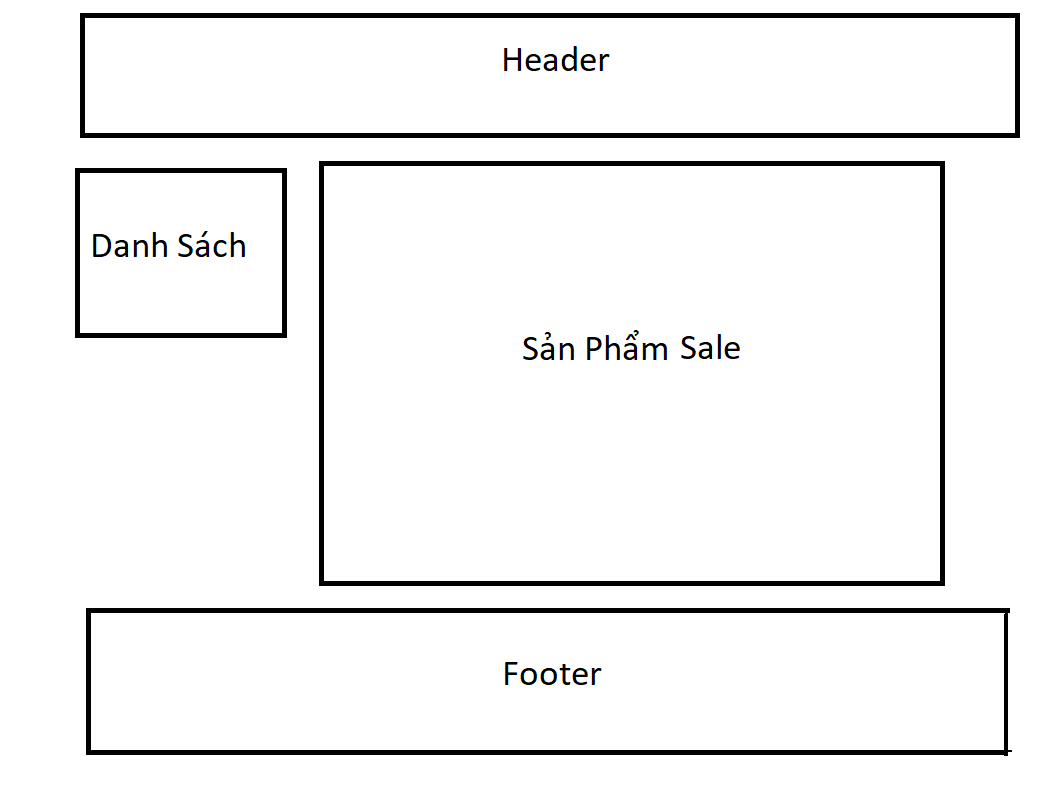 Header
Danh Sách
Sản Phẩm Sale
Footer